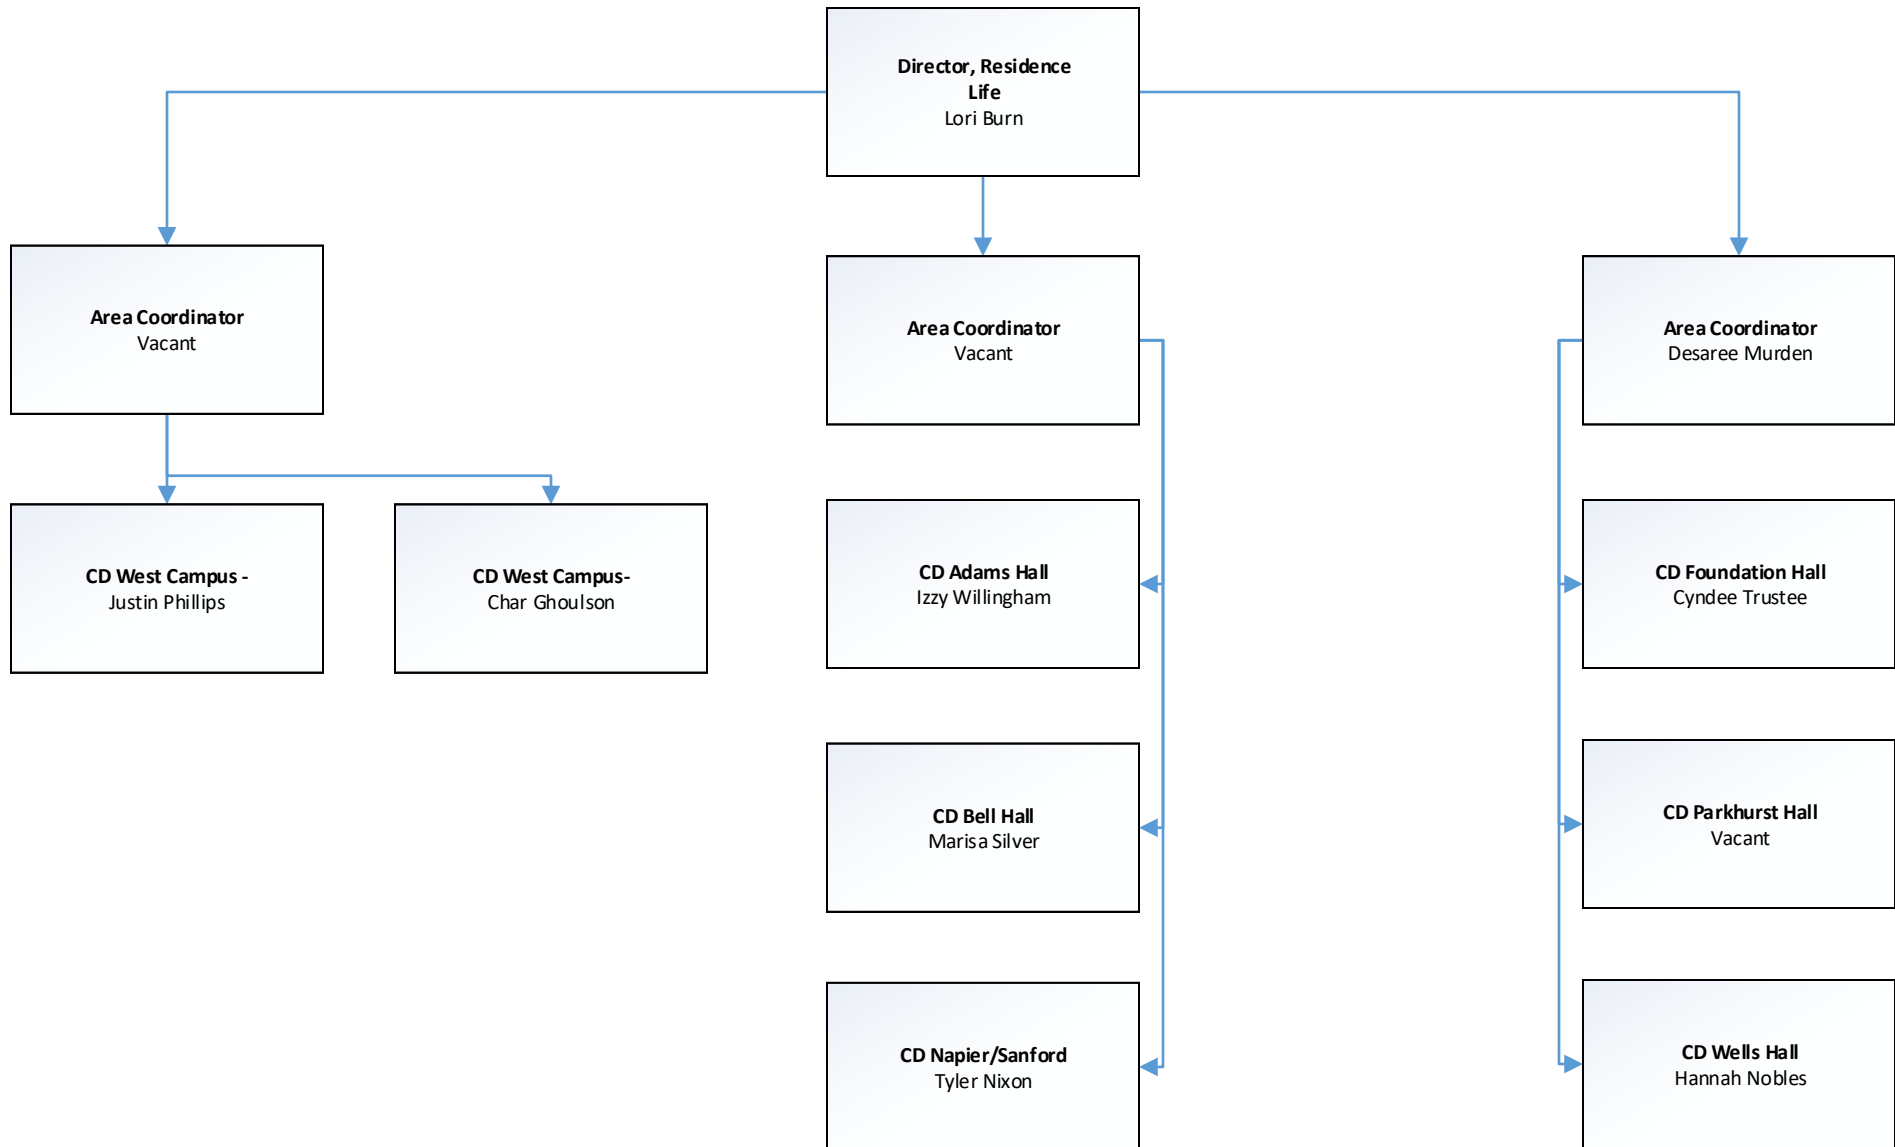 Director, Residence
Life
Lori Burn
Area Coordinator
Vacant
Area Coordinator
Vacant
Area Coordinator
Desaree Murden
CD West Campus -
Justin Phillips
CD West Campus-
Char Ghoulson
CD Adams Hall
Izzy Willingham
CD Foundation Hall
Cyndee Trustee
CD Bell Hall
Marisa Silver
CD Parkhurst Hall
Vacant
CD Napier/Sanford
Tyler Nixon
CD Wells Hall
Hannah Nobles